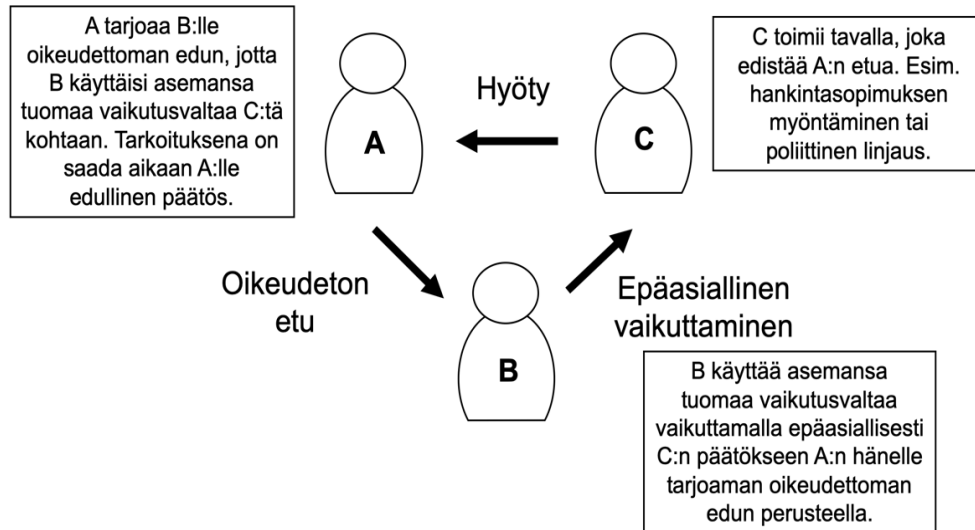 A tarjoaa B:lle
oikeudettoman edun, jotta
B käyttäisi asemansa
tuomaa vaikutusvaltaa C:tä
kohtaan. Tarkoituksena on
saada aikaan A:lle
edullinen päätös.
A
Hyöty
C
C toimii tavalla, joka
edistää A:n etua. Esim.
hankintasopimuksen
myöntäminen tai
poliittinen linjaus.
Oikeudeton
etu
B
Epäasiallinen
vaikuttaminen
B käyttää asemansa
tuomaa vaikutusvaltaa
vaikuttamalla epäasiallisesti
C:n päätökseen A:n hänelle
tarjoaman oikeudettoman
edun perusteella.